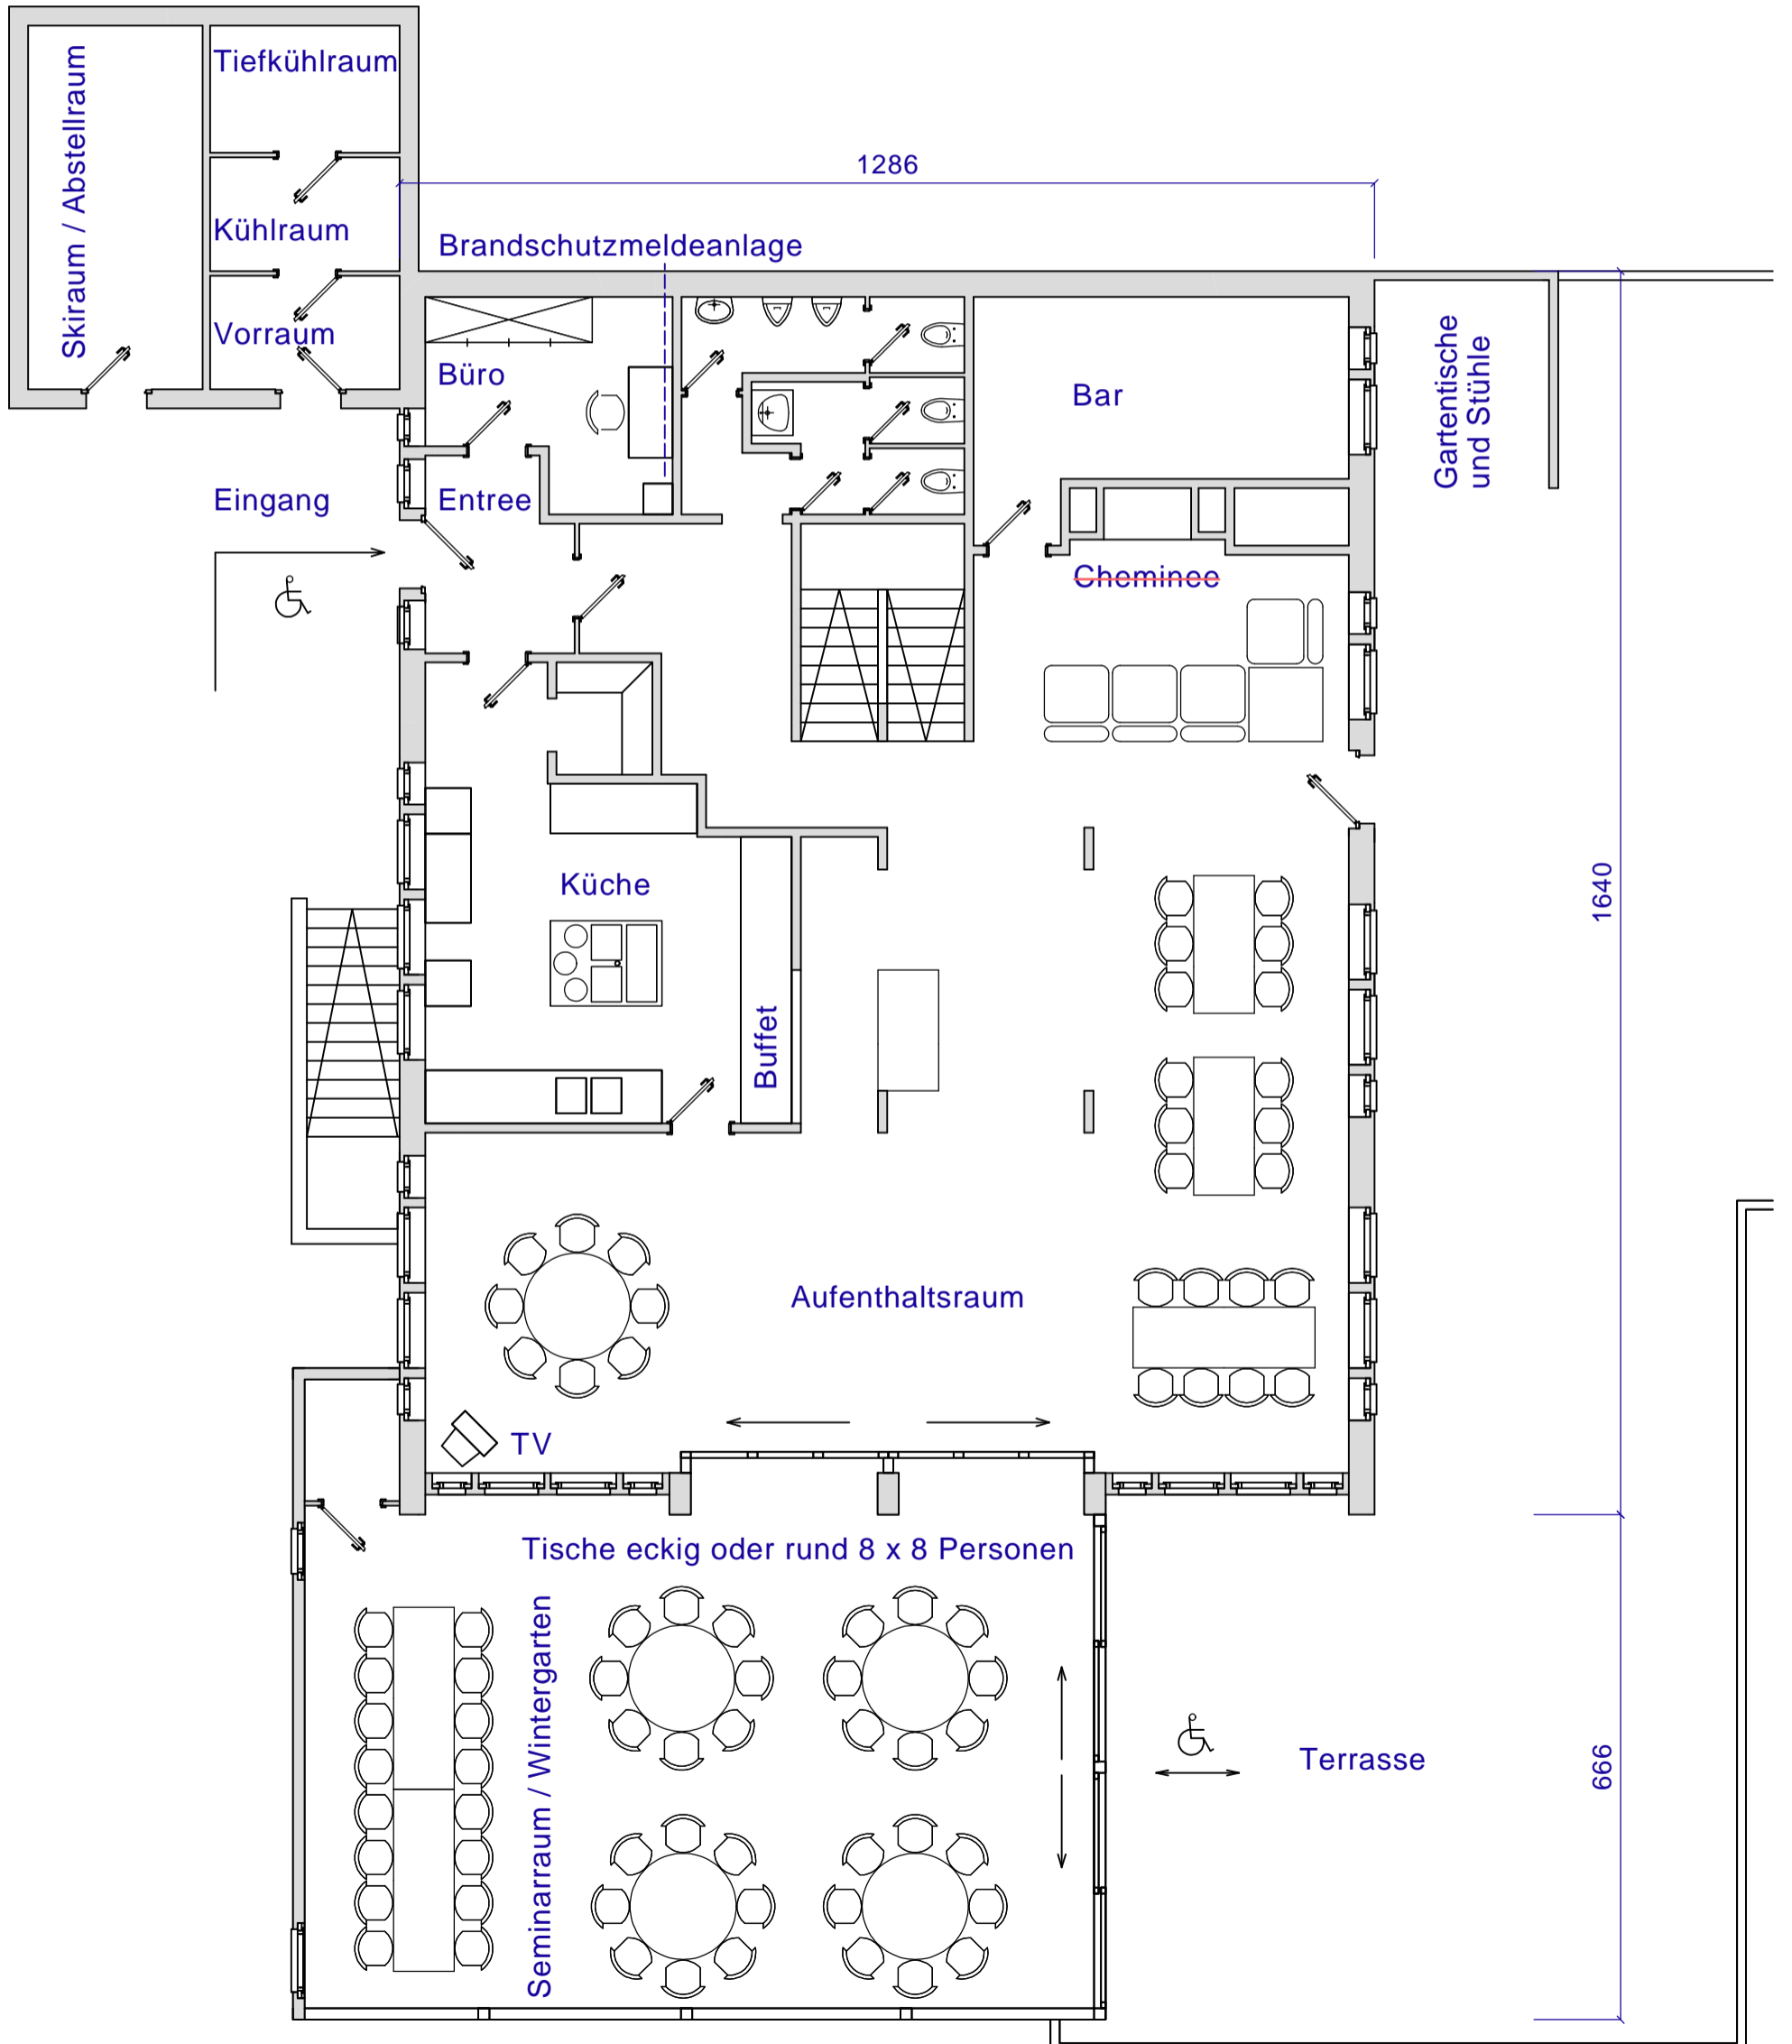 Skiraum / Abstellraum
Tiefkühlraum
Kühlraum
Vorraum
1286
Brandschutzmeldeanlage
Büro
Bar
Gartentische
und Stühle
Eingang
Entree
Cheminee
1640
Küche
Buffet
Aufenthaltsraum
TV
Tische eckig oder rund 8 x 8 Personen
Seminarraum / Wintergarten
Terrasse
666